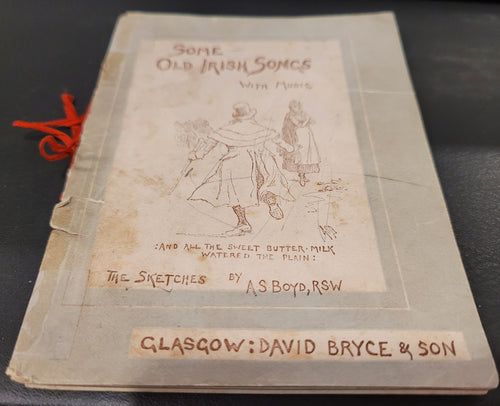 SOME
OLD IRISH SONGS
WITH MUSIC
:AND ALL THE SWEET BUTTER-MILK
WATERED THE PLAIN:
THE SKETCHES BY A S BOYD, RSW
GLASGOW: DAVID BRYCE & SON